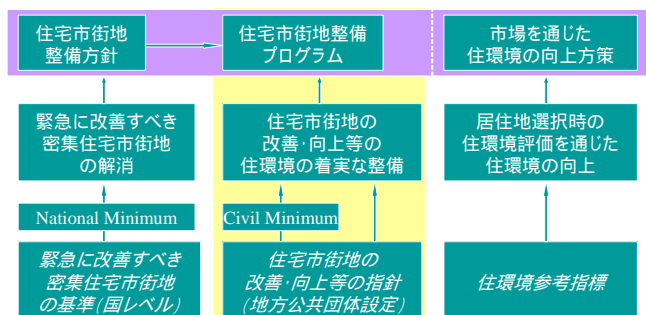 住宅市街地
整備方針
住宅市街地整備
プログラム
市場を通じた
住環境の向上方策
緊急に改善すべき
密集住宅市街地
の解消
住宅市街地の
改善･向上等の
住環境の着実な整備
居住地選択時の
住環境評価を通じた
住環境の向上
National Minimum
Civil Minimum
緊急に改善すべき
密集住宅市街地
の基準(国レベル)
住宅市街地の
改善･向上等の指針
(地方公共団体設定)
住環境参考指標